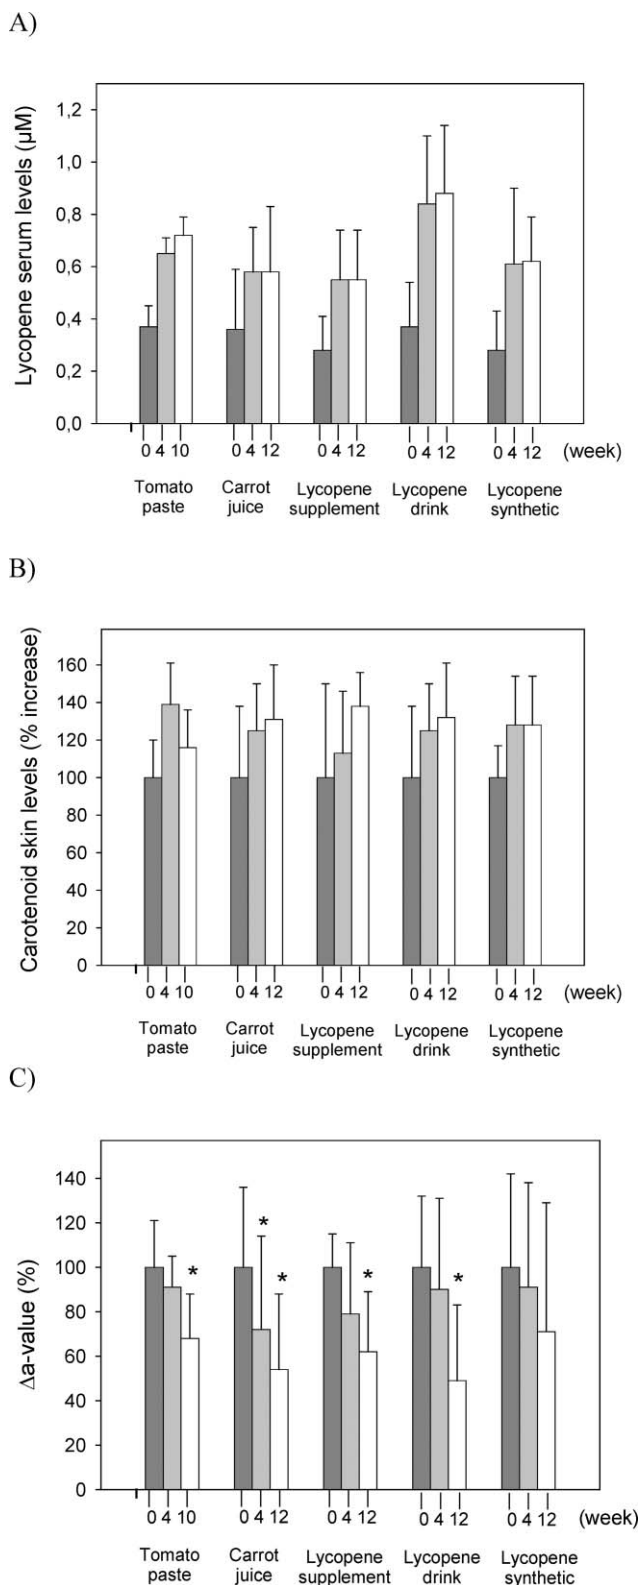 A)
Lycopene serum levels (µM)
1,2
1,0
0,8
0,6
0,4
0,2
0,0
0 4 10 0 4 12 0 4 12 0 4 12 0 4 12 (week)
Tomato paste
Carrot juice
Lycopene supplement
Lycopene drink
Lycopene synthetic
B)
Carotenoid skin levels (% increase)
160
140
120
100
80
60
40
20
0
0 4 10 0 4 12 0 4 12 0 4 12 0 4 12 (week)
Tomato paste
Carrot juice
Lycopene supplement
Lycopene drink
Lycopene synthetic
C)
Δa-value (%)
140
120
100
80
60
40
20
0
* * * * *
0 4 10 0 4 12 0 4 12 0 4 12 0 4 12 (week)
Tomato paste
Carrot juice
Lycopene supplement
Lycopene drink
Lycopene synthetic